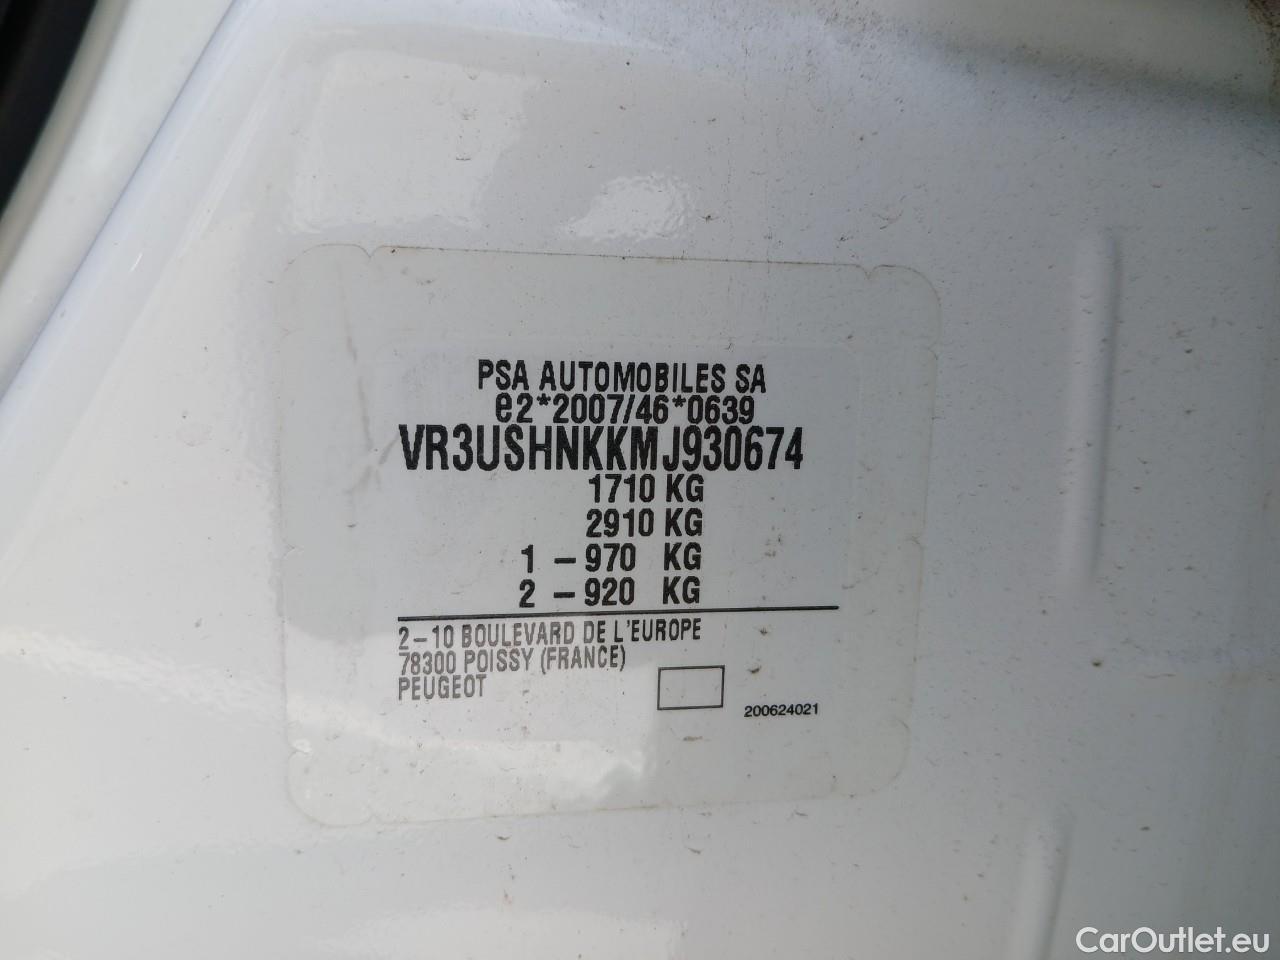 PSA AUTOMOBILES SA
e2*2007/46*0639
VR3USHNKKMJ930674
1710 KG
2910 KG
1 – 970 KG
2 – 920 KG
2–10 BOULEVARD DE L'EUROPE
78300 POISSY (FRANCE)
PEUGEOT
200624021
CarOutlet.eu